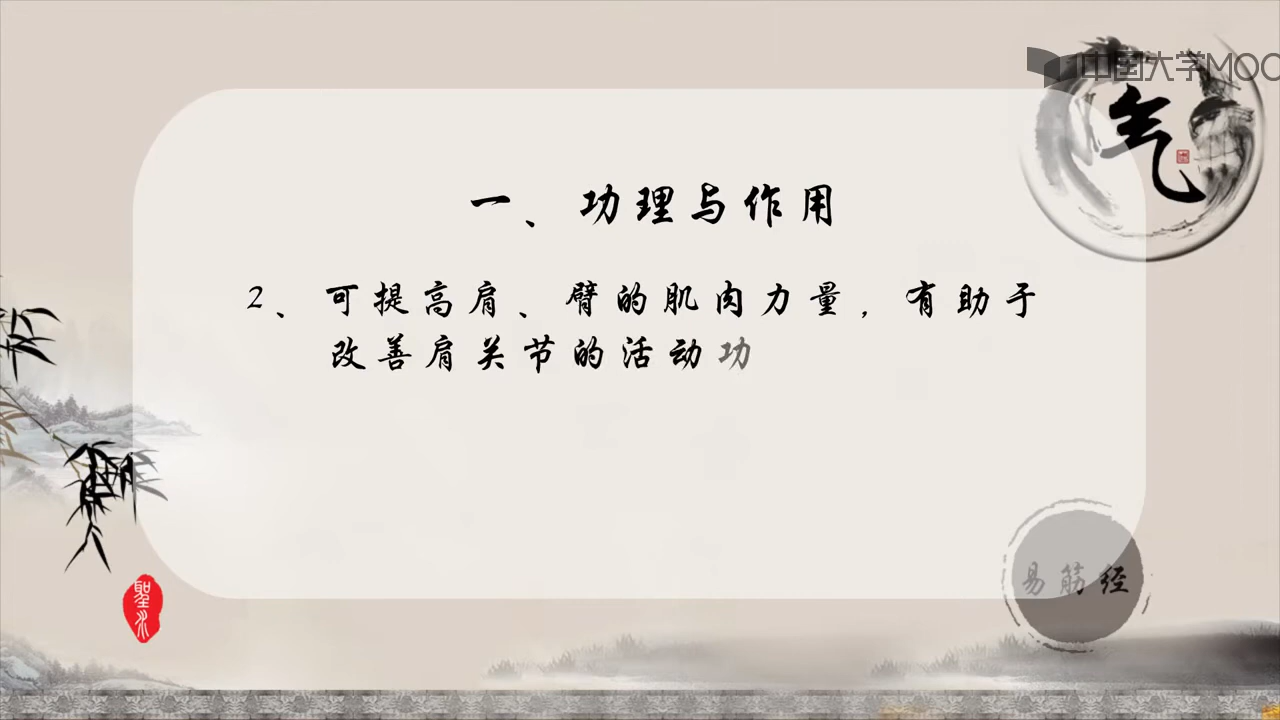 中国大学MOO
气
一、功理与作用
2、可提高肩、臂的肌肉力量，有助于
改善肩关节的活动功
易筋经